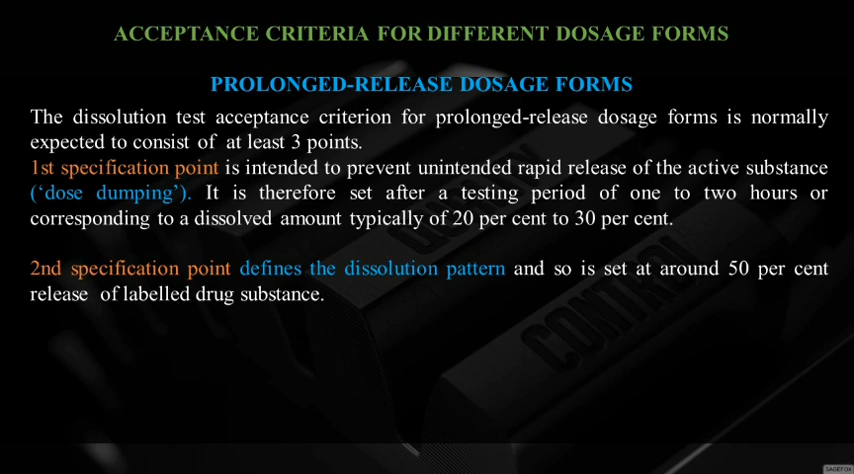 ACCEPTANCE CRITERIA FOR DIFFERENT DOSAGE FORMS
PROLONGED-RELEASE DOSAGE FORMS
The dissolution test acceptance criterion for prolonged-release dosage forms is normally
expected to consist of at least 3 points.
1st specification point is intended to prevent unintended rapid release of the active substance
(‘dose dumping’). It is therefore set after a testing period of one to two hours or
corresponding to a dissolved amount typically of 20 per cent to 30 per cent.
2nd specification point defines the dissolution pattern and so is set at around 50 per cent
release of labelled drug substance.
CONTROL
SAGEFOX